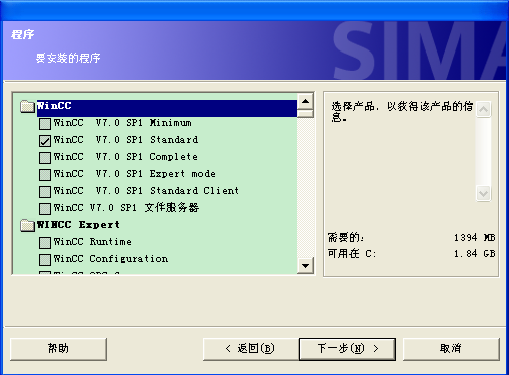 程序
要安装的程序
SIMA
WinCC
WinCC V7.0 SP1 Minimum
WinCC V7.0 SP1 Standard
WinCC V7.0 SP1 Complete
WinCC V7.0 SP1 Expert mode
WinCC V7.0 SP1 Standard Client
WinCC V7.0 SP1 文件服务器
WINCC Expert
WinCC Runtime
WinCC Configuration
选择产品，以获得该产品的信
息。
需要的: 1394 MB
可用在 C: 1.84 GB
帮助
< 返回(B)
下一步(N) >
取消